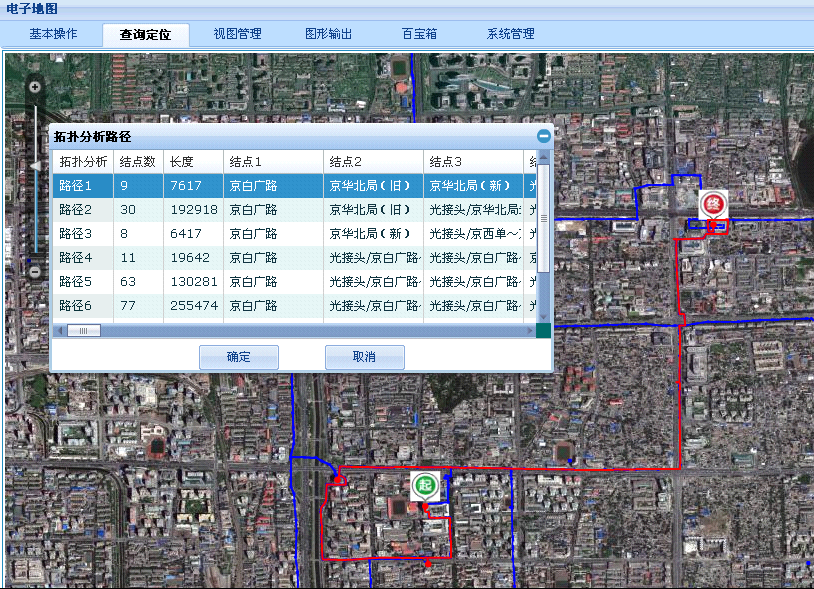 电子地图
基本操作 查询定位 视图管理 图形输出 百宝箱 系统管理
拓扑分析路径
拓扑分析 结点数 长度 结点1 结点2 结点3
路径1 9 7617 京白广路 京华北局(旧) 京华北局(新)
路径2 30 192918 京白广路 京华北局(旧) 光接头/京华北局
路径3 8 6417 京白广路 京华北局(新) 光接头/京西单～
路径4 11 19642 京白广路 光接头/京白广路 光接头/京白广路
路径5 63 130281 京白广路 光接头/京白广路 光接头/京白广路
路径6 77 255474 京白广路 光接头/京白广路 光接头/京白广路
确定 取消
终
起